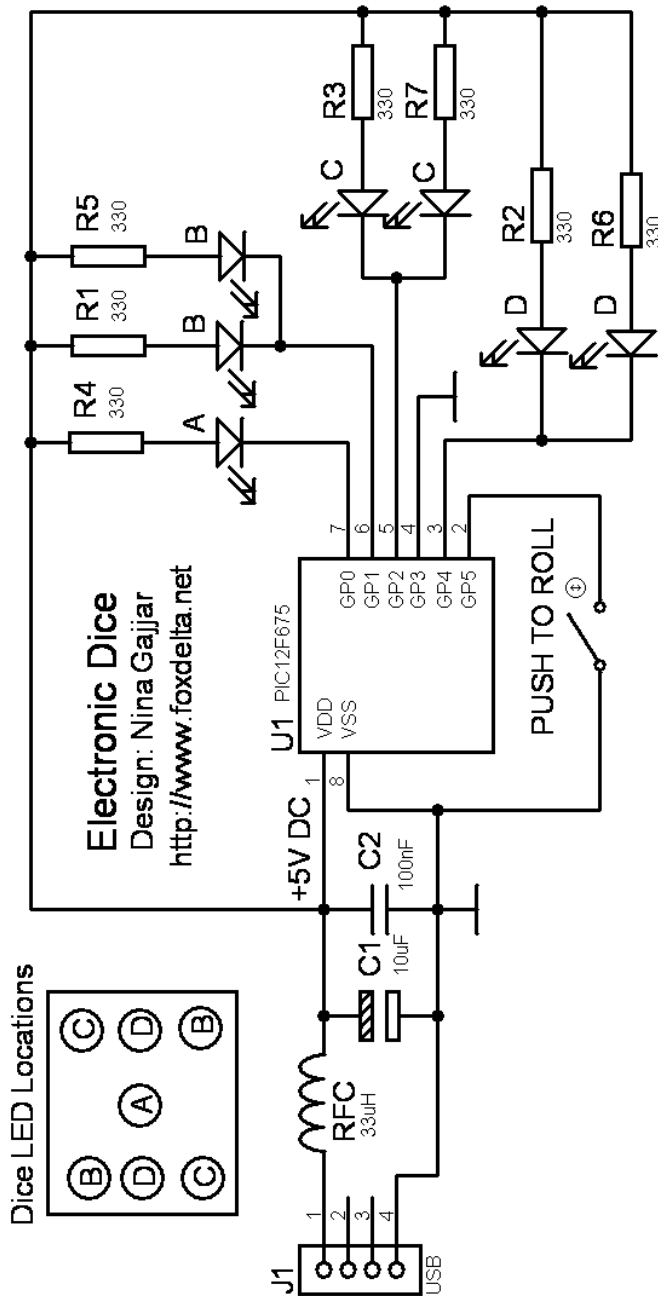 Dice LED Locations
B
C
D
A
D
C
B
Electronic Dice
Design: Nina Gajjar
http://www.foxdelta.net
R4
330
R1
330
R5
330
A
B
B
R3
330
C
R7
330
C
R2
330
D
R6
330
D
J1
1
2
3
4
USB
RFC
33uH
+5V DC
C1
10uF
C2
100nF
U1
PIC12F675
1
VDD
8
VSS
GP0
7
GP1
6
GP2
5
GP3
4
GP4
3
GP5
2
PUSH TO ROLL